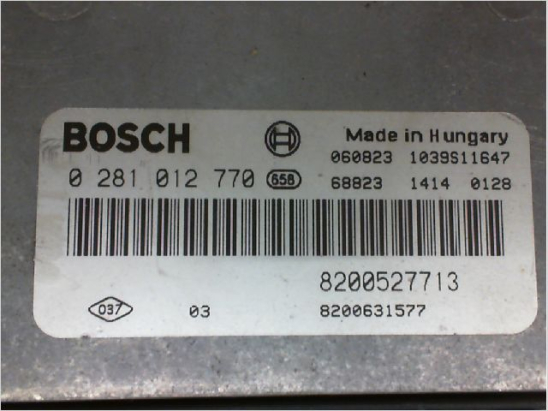 BOSCH
Made in Hungary
060823 1039S11647
0 281 012 770 658
68823 1414 0128
8200527713
037 03 8200631577